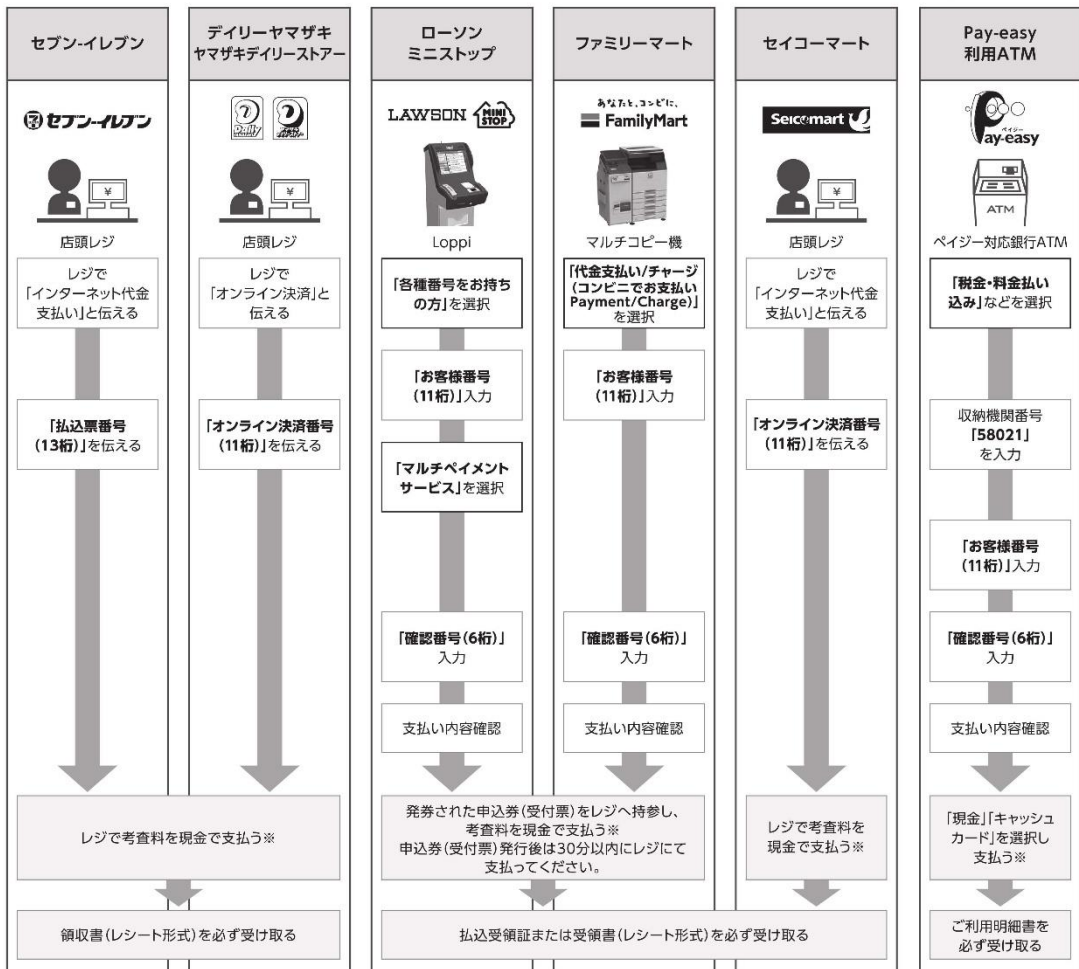 セブン-イレブン
デイリーヤマザキ
ヤマザキデイリーストアー
ローソン
ミニストップ
ファミリーマート
セイコーマート
Pay-easy
利用ATM
セブン-イレブン
Daily
LAWSON
MINI
STOP
あなたと、コンビに、
FamilyMart
Seicomart
ペイジー
Pay-easy
¥
¥
¥
ATM
店頭レジ
店頭レジ
Loppi
マルチコピー機
店頭レジ
ペイジー対応銀行ATM
レジで
「インターネット代金
支払い」と伝える
レジで
「オンライン決済」と
伝える
「各種番号をお持ち
の方」を選択
「代金支払い/チャージ
(コンビニでお支払い
Payment/Charge)」
を選択
レジで
「インターネット代金
支払い」と伝える
「税金・料金払い
込み」などを選択
「払込票番号
(13桁)」を伝える
「オンライン決済番号
(11桁)」を伝える
「お客様番号
(11桁)」入力
「マルチペイメント
サービス」を選択
「お客様番号
(11桁)」入力
「オンライン決済番号
(11桁)」を伝える
収納機関番号
「58021」
を入力
「お客様番号
(11桁)」入力
「確認番号(6桁)」
入力
「確認番号(6桁)」
入力
「確認番号(6桁)」
入力
支払い内容確認
支払い内容確認
支払い内容確認
レジで考査料を現金で支払う※
発券された申込券(受付票)をレジへ持参し、
考査料を現金で支払う※
申込券(受付票)発行後は30分以内にレジにて
支払ってください。
レジで考査料を
現金で支払う※
「現金」「キャッシュ
カード」を選択し
支払う※
領収書(レシート形式)を必ず受け取る
払込受領証または受領書(レシート形式)を必ず受け取る
ご利用明細書を
必ず受け取る